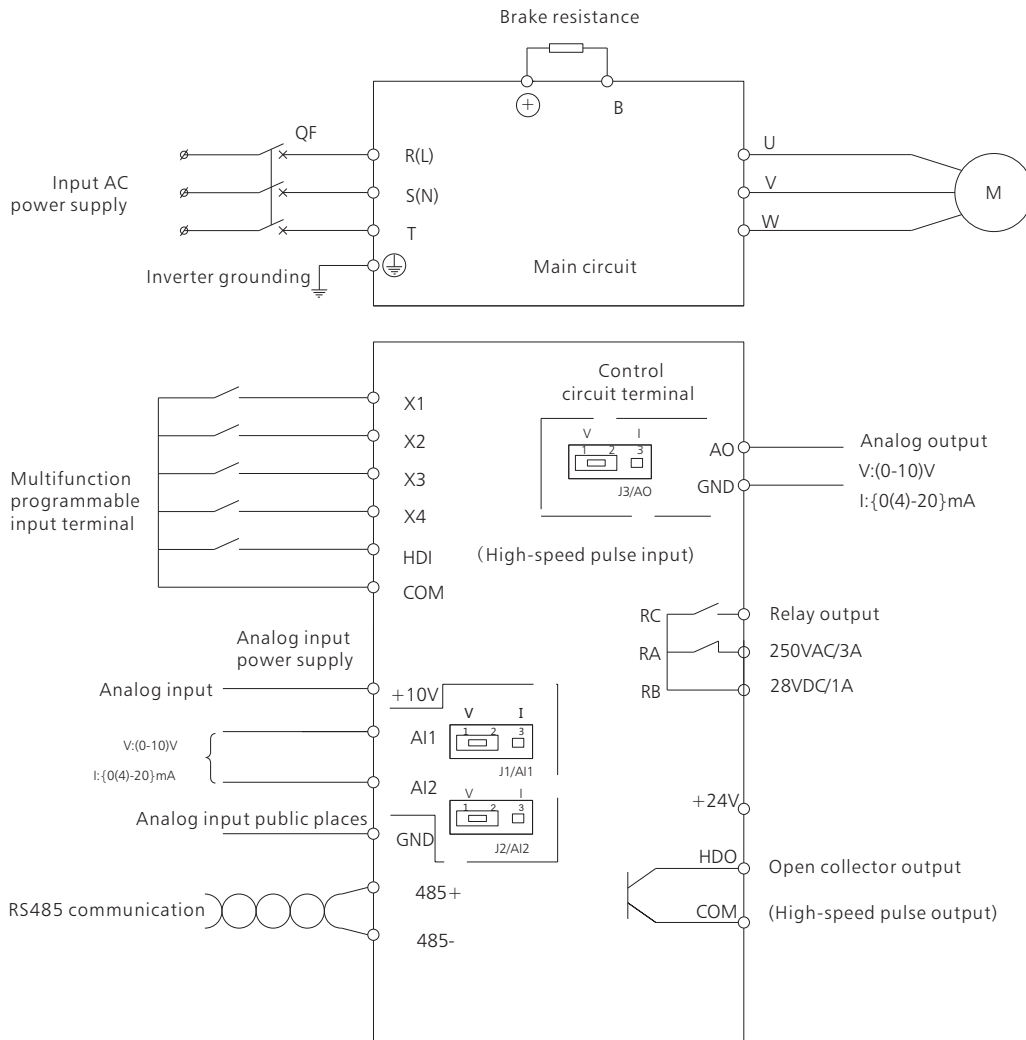 Brake resistance
+
B
QF
R(L)
S(N)
T
Input AC
power supply
Inverter grounding
Main circuit
U
V
W
M
Control
circuit terminal
X1
X2
X3
X4
HDI
COM
Multifunction
programmable
input terminal
(High-speed pulse input)
V
I
1
2
3
J3/AO
AO
GND
Analog output
V:(0-10)V
I:{0(4)-20}mA
RC
RA
RB
Relay output
250VAC/3A
28VDC/1A
Analog input
power supply
Analog input
+10V
V:(0-10)V
I:{0(4)-20}mA
AI1
AI2
V
I
1
2
3
J1/AI1
V
I
1
2
3
J2/AI2
Analog input public places
GND
RS485 communication
485+
485-
+24V
HDO
COM
Open collector output
(High-speed pulse output)